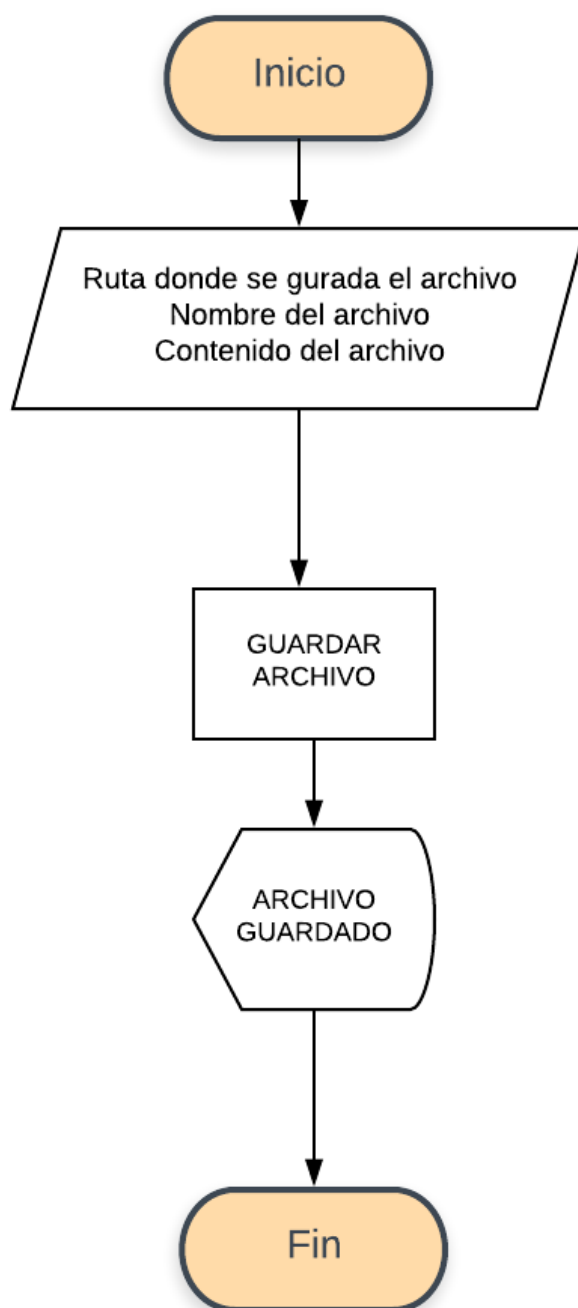 Inicio
Ruta donde se gurada el archivo
Nombre del archivo
Contenido del archivo
GUARDAR
ARCHIVO
ARCHIVO
GUARDADO
Fin